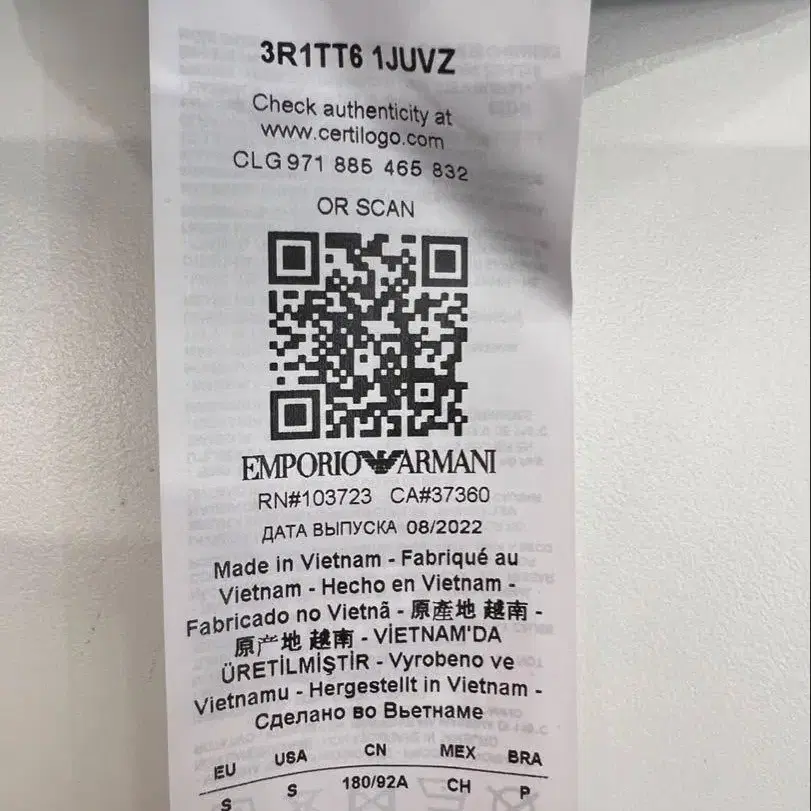 3R1TT6 1JUVZ
Check authenticity at
www.certilogo.com
CLG 971 885 465 832
OR SCAN
EMPORIO ARMANI
RN#103723 CA#37360
ДАТА ВЫПУСКА 08/2022
Made in Vietnam - Fabriqué au
Vietnam - Hecho en Vietnam -
Fabricado no Vietnã - 原產地 越南 -
原产地 越南 - VİETNAM'DA
ÜRETİLMİŞTİR - Vyrobeno ve
Vietnamu - Hergestellt in Vietnam -
Сделано во Вьетнаме
EU USA CN MEX BRA
S S 180/92A CH P